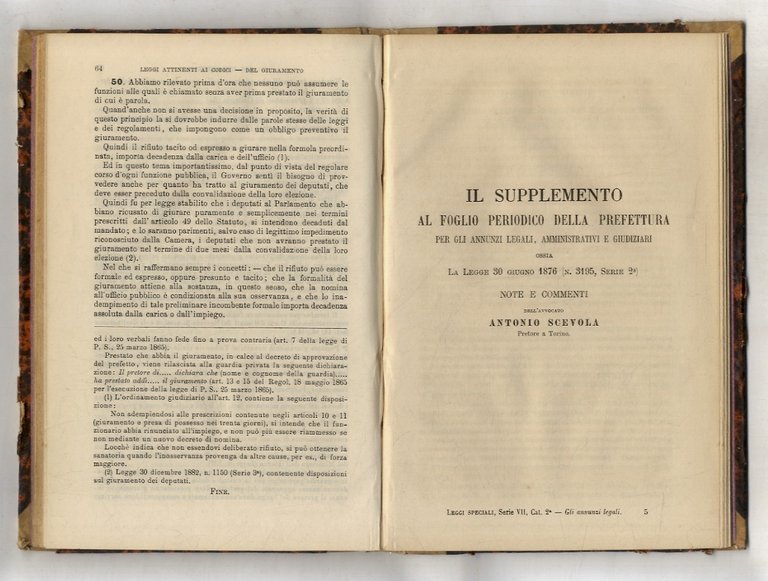 64 LEGGI ATTINENTI AI CODICI — DEL GIURAMENTO
50. Abbiamo rilevato prima d'ora che nessuno può assumere le
funzioni alle quali è chiamato senza aver prima prestato il giuramento
di cui è parola.
Quand'anche non si avesse una decisione in proposito, la verità di
questo principio la si dovrebbe indurre dalle parole stesse delle leggi
e dei regolamenti, che impongono come un obbligo preventivo il
giuramento.
Quindi il rifiuto tacito od espresso a giurare nella formola preordi-
nata, importa decadenza dalla carica e dell'ufficio (1).
Ed in questo tema importantissimo, dal punto di vista del regolare
corso d'ogni funzione pubblica, il Governo sentì il bisogno di prov-
vedere anche per quanto ha tratto al giuramento dei deputati, che
deve esser preceduto dalla convalidazione della loro elezione.
Quindi fu per legge stabilito che i deputati al Parlamento che ab-
biano ricusato di giurare puramente e semplicemente nei termini
prescritti dall'articolo 49 dello Statuto, si intendono decaduti dal
mandato; e lo saranno parimenti, salvo caso di legittimo impedimento
riconosciuto dalla Camera, i deputati che non avranno prestato il
giuramento nel termine di due mesi dalla convalidazione della loro
elezione (2).
Nel che si raffermano sempre i concetti: — che il rifiuto può essere
formale ed espresso, oppure presunto e tacito; che la formalità del
giuramento attiene alla sostanza, in questo senso, che la nomina
all'ufficio pubblico è condizionata alla sua osservanza, e che lo ina-
dempimento di tale preliminare incombente formale importa decadenza
assoluta dalla carica o dall'impiego.
ed i loro verbali fanno fede fino a prova contraria (art. 7 della legge di
P. S., 25 marzo 1865).
Prestato che abbia il giuramento, in calce al decreto di approvazione
del prefetto, viene rilasciata alla guardia privata la seguente dichiara-
zione: Il pretore di..... dichiara che (nome e cognome della guardia).....
ha prestato addì..... il giuramento (art. 13 e 15 del Regol. 18 maggio 1865
per l'esecuzione della legge di P. S., 25 marzo 1865).
(1) L'ordinamento giudiziario all'art. 12, contiene la seguente disposi-
zione:
Non adempiendosi alle prescrizioni contenute negli articoli 10 e 11
(giuramento e presa di possesso nei trenta giorni), si intende che il fun-
zionario abbia rinunciato all'impiego, e non può più essere riammesso se
non mediante un nuovo decreto di nomina.
Locchè indica che non essendovi deliberato rifiuto, si può ottenere la
sanatoria quando l'inosservanza provenga da altre cause, per es., di forza
maggiore.
(2) Legge 30 dicembre 1882, n. 1150 (Serie 3ª), contenente disposizioni
sul giuramento dei deputati.
FINE.
IL SUPPLEMENTO
AL FOGLIO PERIODICO DELLA PREFETTURA
PER GLI ANNUNZI LEGALI, AMMINISTRATIVI E GIUDIZIARI
OSSIA
LA LEGGE 30 GIUGNO 1876 (N. 3195, SERIE 2ª)
NOTE E COMMENTI
DELL'AVVOCATO
ANTONIO SCEVOLA
Pretore a Torino.
LEGGI SPECIALI, Serie VII, Cat. 2ª — Gli annunzi legali. 5